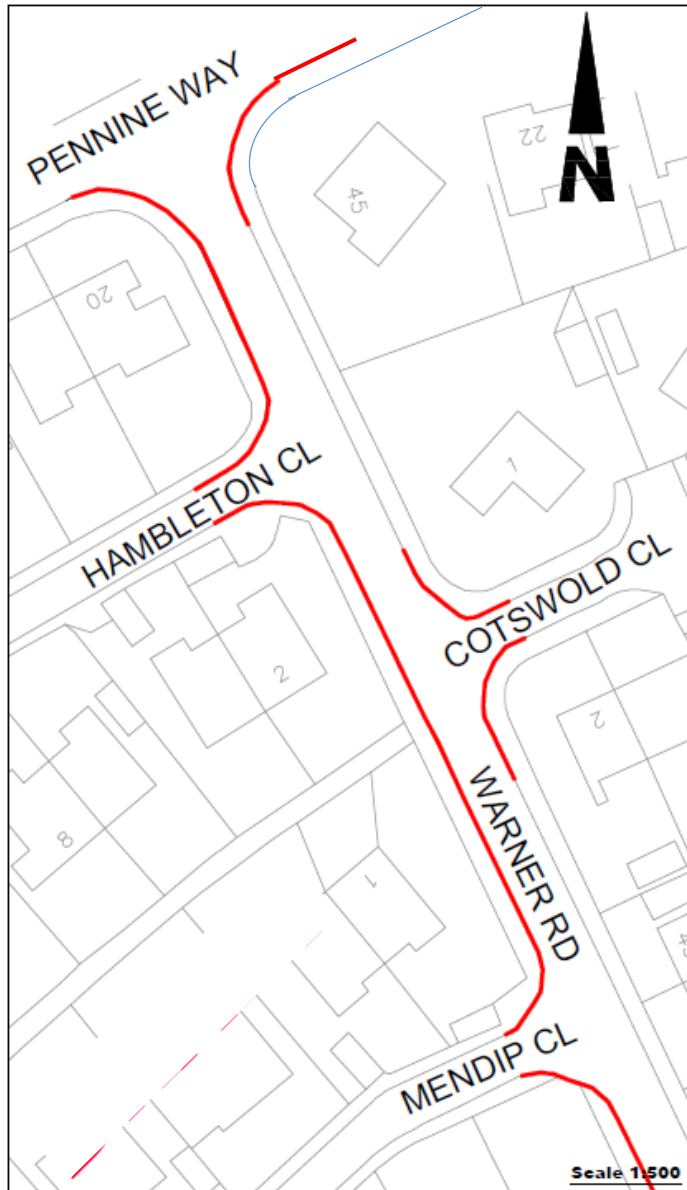 PENNINE WAY
N
45
22
20
HAMBLETON CL
1
COTSWOLD CL
2
2
8
WARNER RD
1
MENDIP CL
Scale 1:500